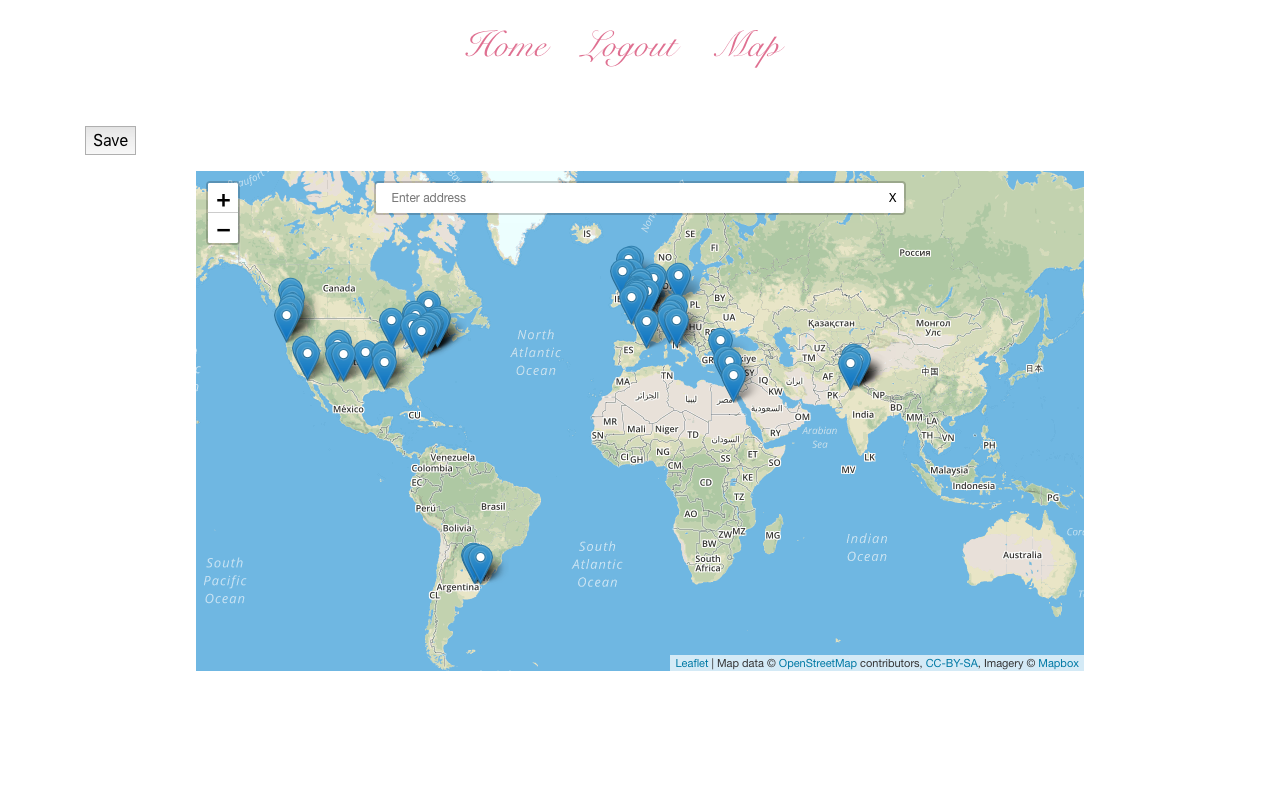 Home Logout Map
Save
+
−
Enter address
X
IS
SE
FI
NO
Россия
Canada
PL
BY
UA
Қазақстан
Монгол
Улс
North
Atlantic
Ocean
ES
GR
UZ
TM
SY
IQ
ایران
AF
中国
日本
MA
TN
KW
PK
NP
México
CU
الجزائر
ليبيا
مصر
السعودية
OM
India
BD
MM
LA
MR
Mali
Niger
TD
السودان
RY
Arabian
Sea
TH
VN
PH
SN
CI
GH
NG
CM
SS
ET
SO
LK
MV
Venezuela
Colombia
EC
CD
KE
Malaysia
Indonesia
PG
Perú
Brasil
TZ
AO
Bolivia
BW
ZW
MZ
MG
South
Africa
South
Atlantic
Ocean
Indian
Ocean
Australia
South
Pacific
Ocean
Argentina
CL
Leaflet | Map data © OpenStreetMap contributors, CC-BY-SA, Imagery © Mapbox